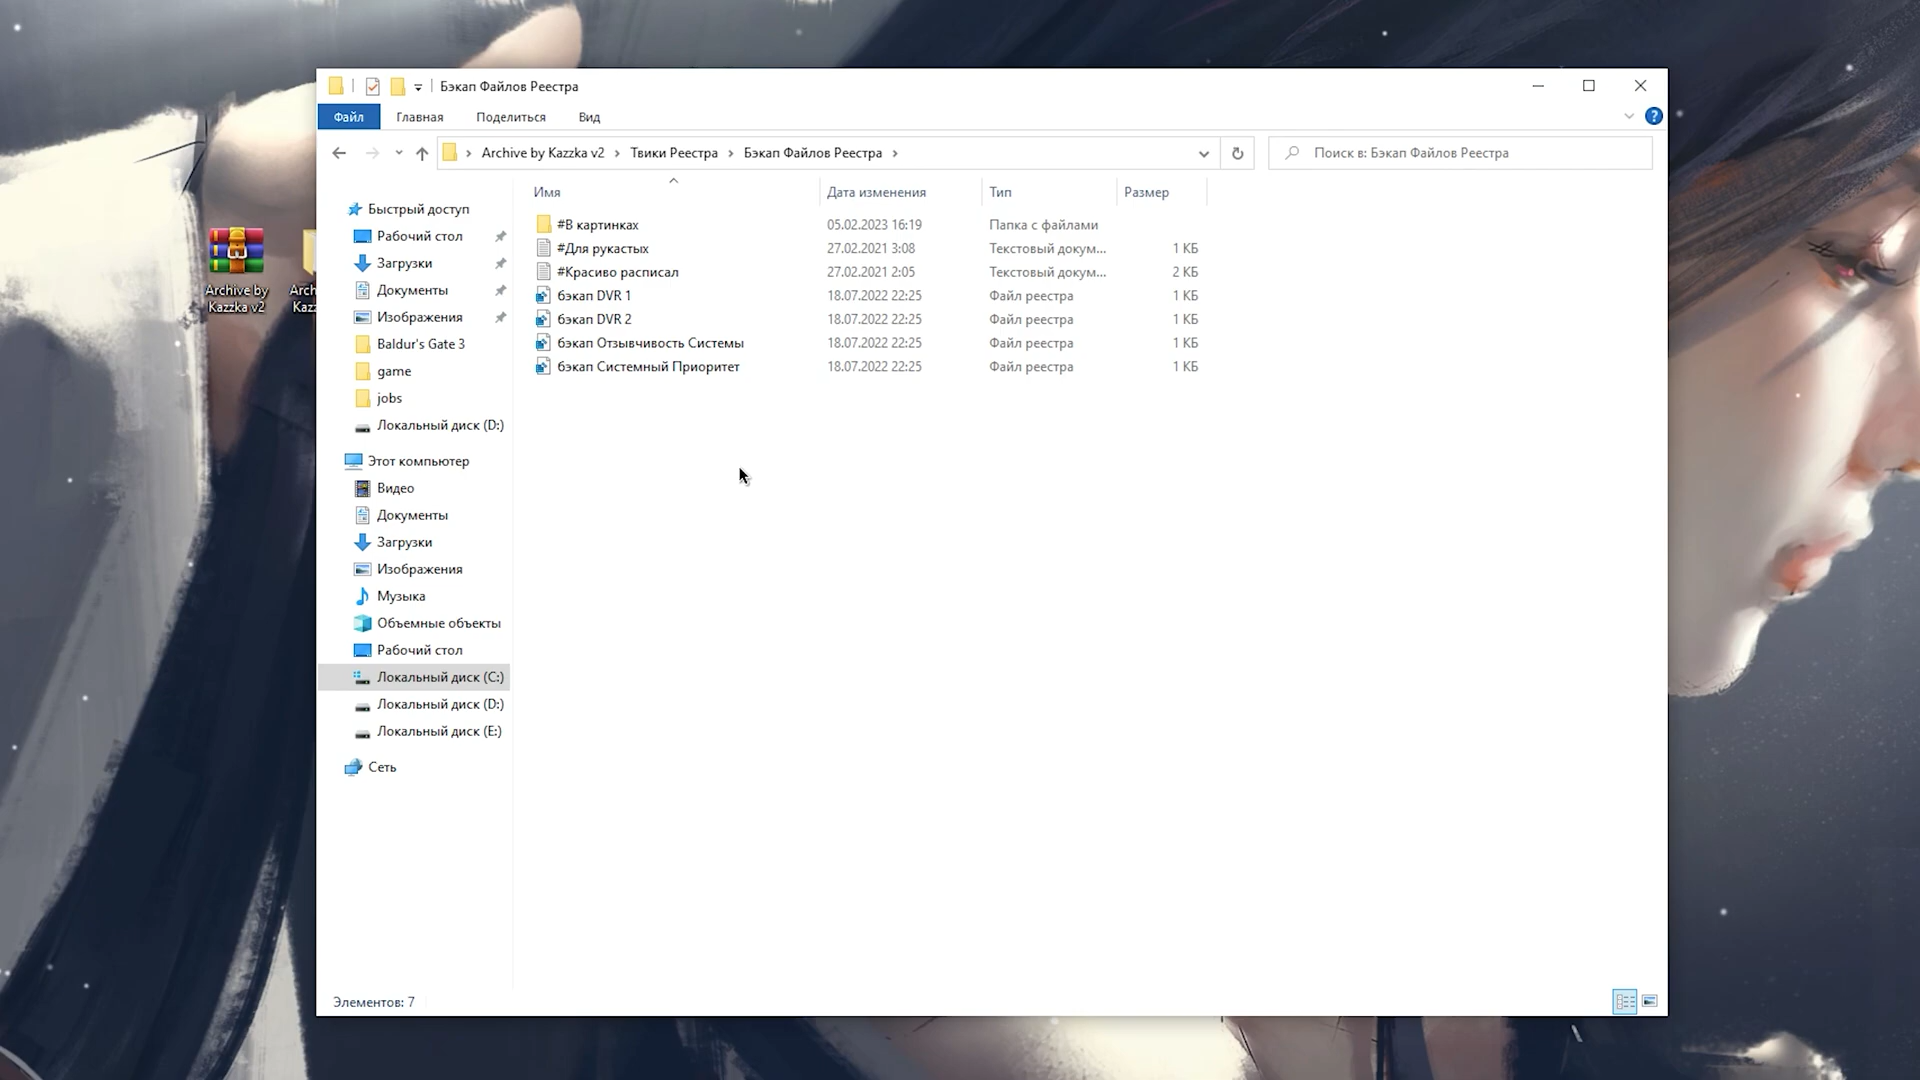 Бэкап Файлов Реестра
Файл Главная Поделиться Вид
Archive by Kazzka v2 › Твики Реестра › Бэкап Файлов Реестра ›
Поиск в: Бэкап Файлов Реестра
Имя Дата изменения Тип Размер
#В картинках 05.02.2023 16:19 Папка с файлами
#Для рукастых 27.02.2021 3:08 Текстовый докум... 1 КБ
#Красиво расписал 27.02.2021 2:05 Текстовый докум... 2 КБ
бэкап DVR 1 18.07.2022 22:25 Файл реестра 1 КБ
бэкап DVR 2 18.07.2022 22:25 Файл реестра 1 КБ
бэкап Отзывчивость Системы 18.07.2022 22:25 Файл реестра 1 КБ
бэкап Системный Приоритет 18.07.2022 22:25 Файл реестра 1 КБ
Быстрый доступ
Рабочий стол
Загрузки
Документы
Изображения
Baldur's Gate 3
game
jobs
Локальный диск (D:)
Этот компьютер
Видео
Документы
Загрузки
Изображения
Музыка
Объемные объекты
Рабочий стол
Локальный диск (C:)
Локальный диск (D:)
Локальный диск (E:)
Сеть
Элементов: 7
Archive by
Kazzka v2